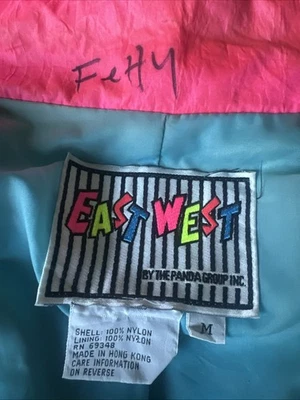 Fetty
EAST WEST
BY THE PANDA GROUP INC.
M
SHELL: 100% NYLON
LINING: 100% NYLON
RN 69348
MADE IN HONG KONG
CARE INFORMATION
ON REVERSE